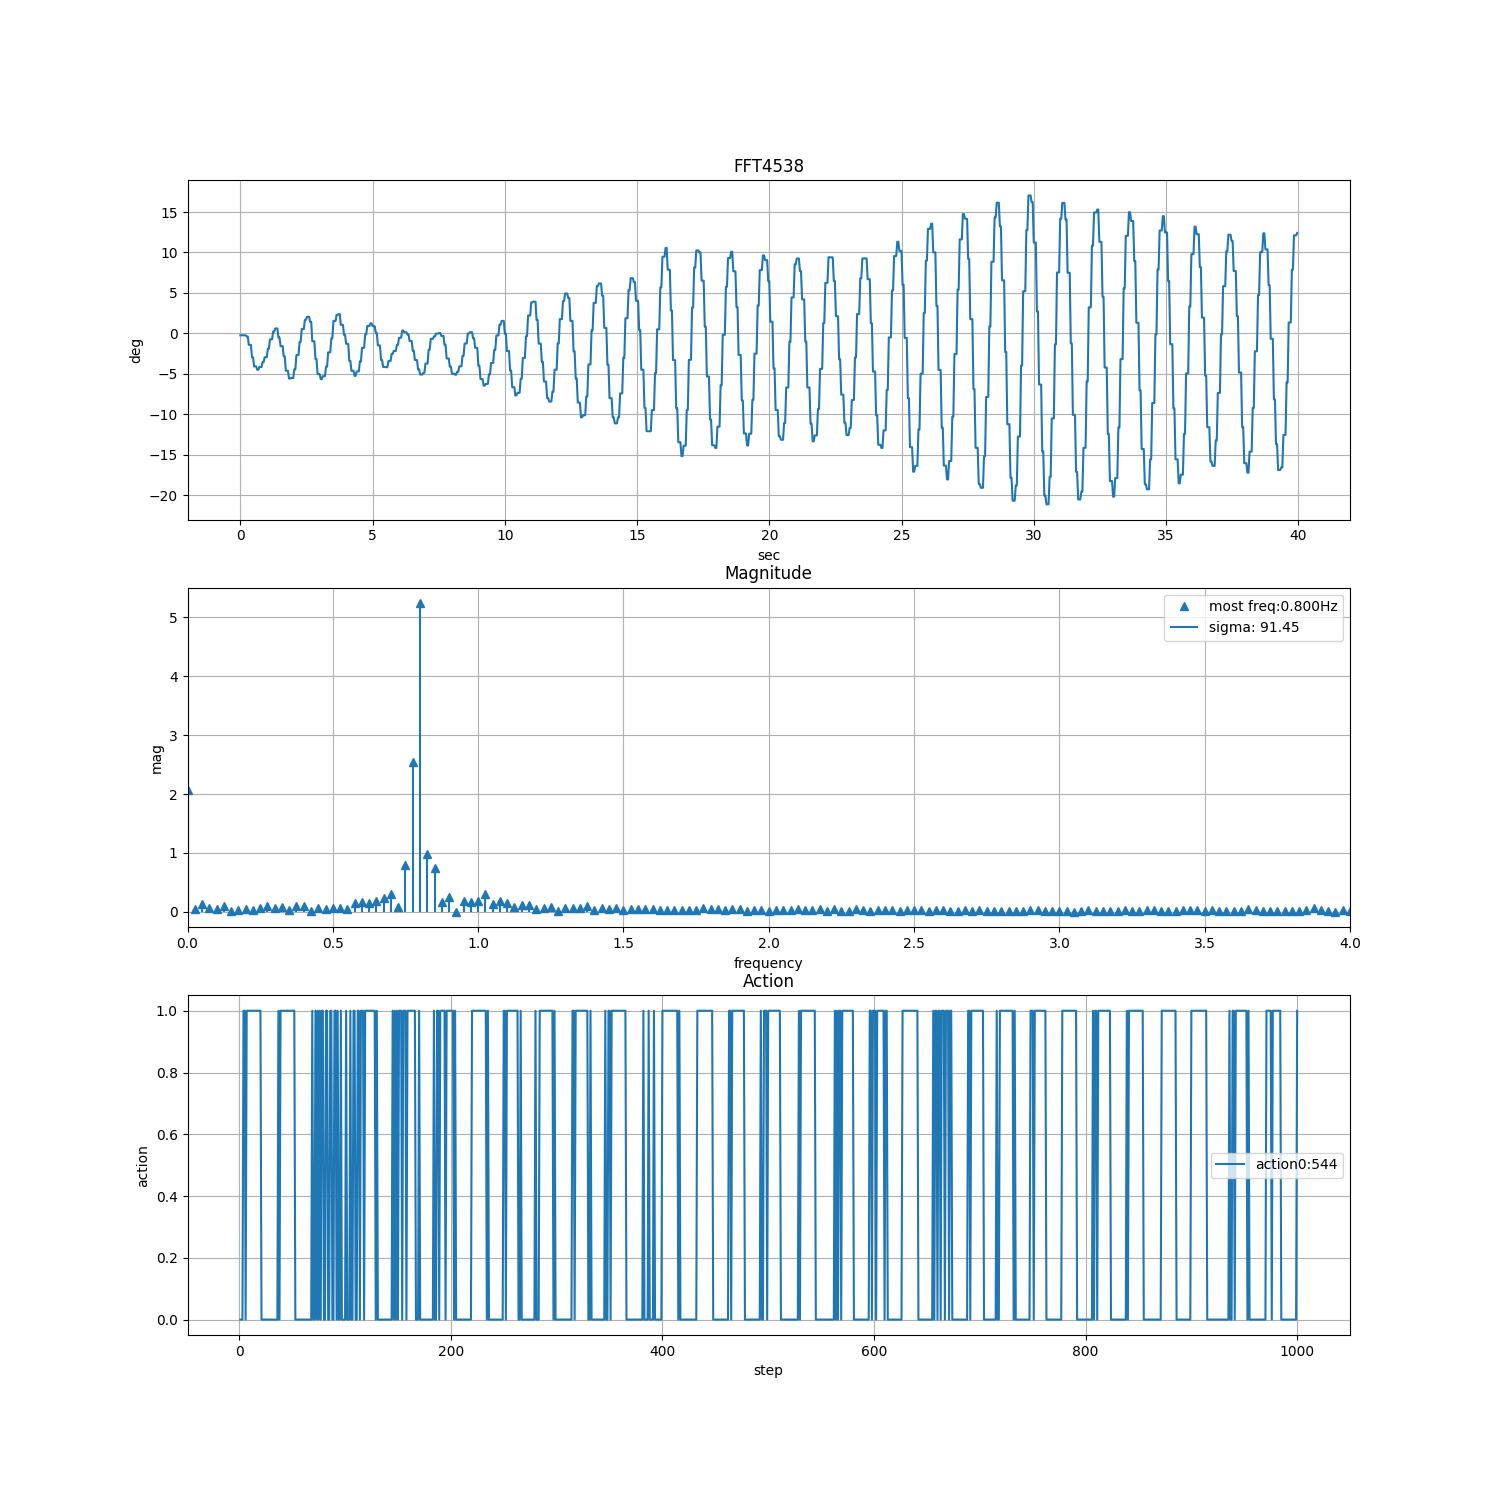 FFT4538
15
10
5
0
−5
−10
−15
−20
deg
0 5 10 15 20 25 30 35 40
sec
Magnitude
most freq:0.800Hz
sigma: 91.45
5
4
3
2
1
0
mag
0.0 0.5 1.0 1.5 2.0 2.5 3.0 3.5 4.0
frequency
Action
1.0
0.8
0.6
0.4
0.2
0.0
action
action0:544
0 200 400 600 800 1000
step